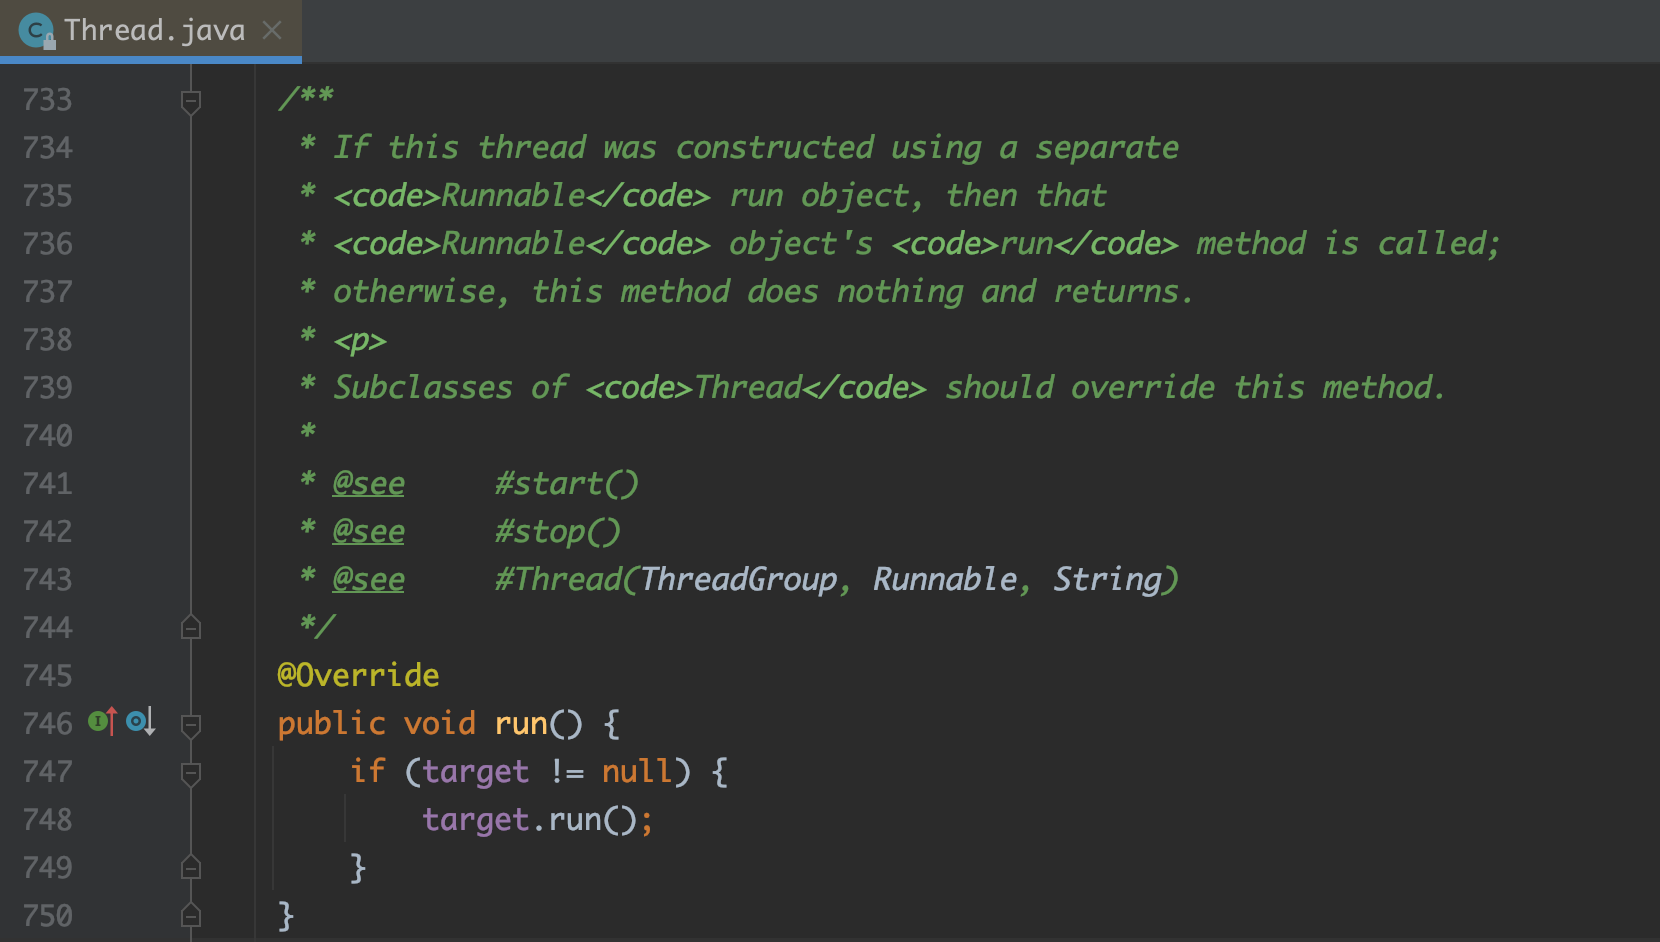 Thread.java
733 /**
734 * If this thread was constructed using a separate
735 * <code>Runnable</code> run object, then that
736 * <code>Runnable</code> object's <code>run</code> method is called;
737 * otherwise, this method does nothing and returns.
738 * <p>
739 * Subclasses of <code>Thread</code> should override this method.
740 *
741 * @see     #start()
742 * @see     #stop()
743 * @see     #Thread(ThreadGroup, Runnable, String)
744 */
745 @Override
746 public void run() {
747     if (target != null) {
748         target.run();
749     }
750 }